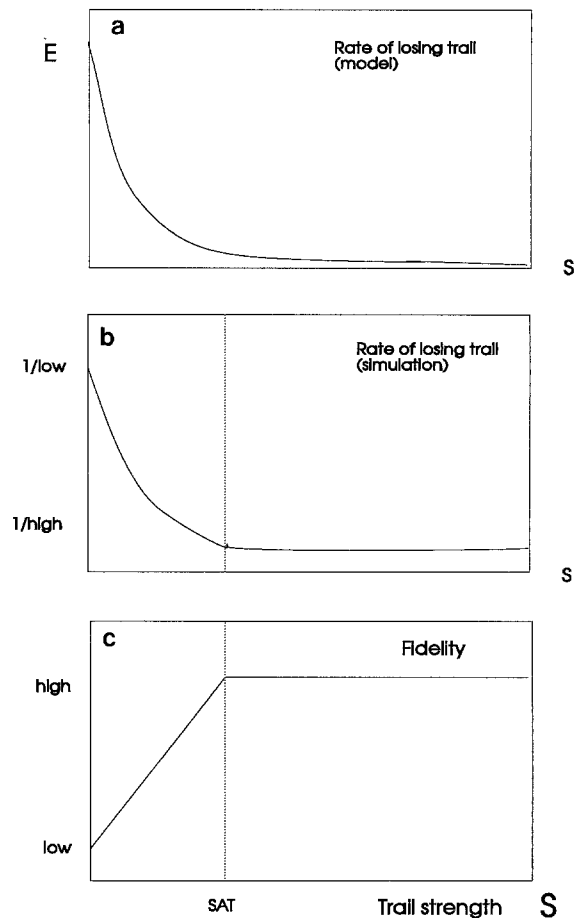 a
E
Rate of losing trail
(model)
S
b
1/low
Rate of losing trail
(simulation)
1/high
S
c
Fidelity
high
low
SAT
Trail strength
S